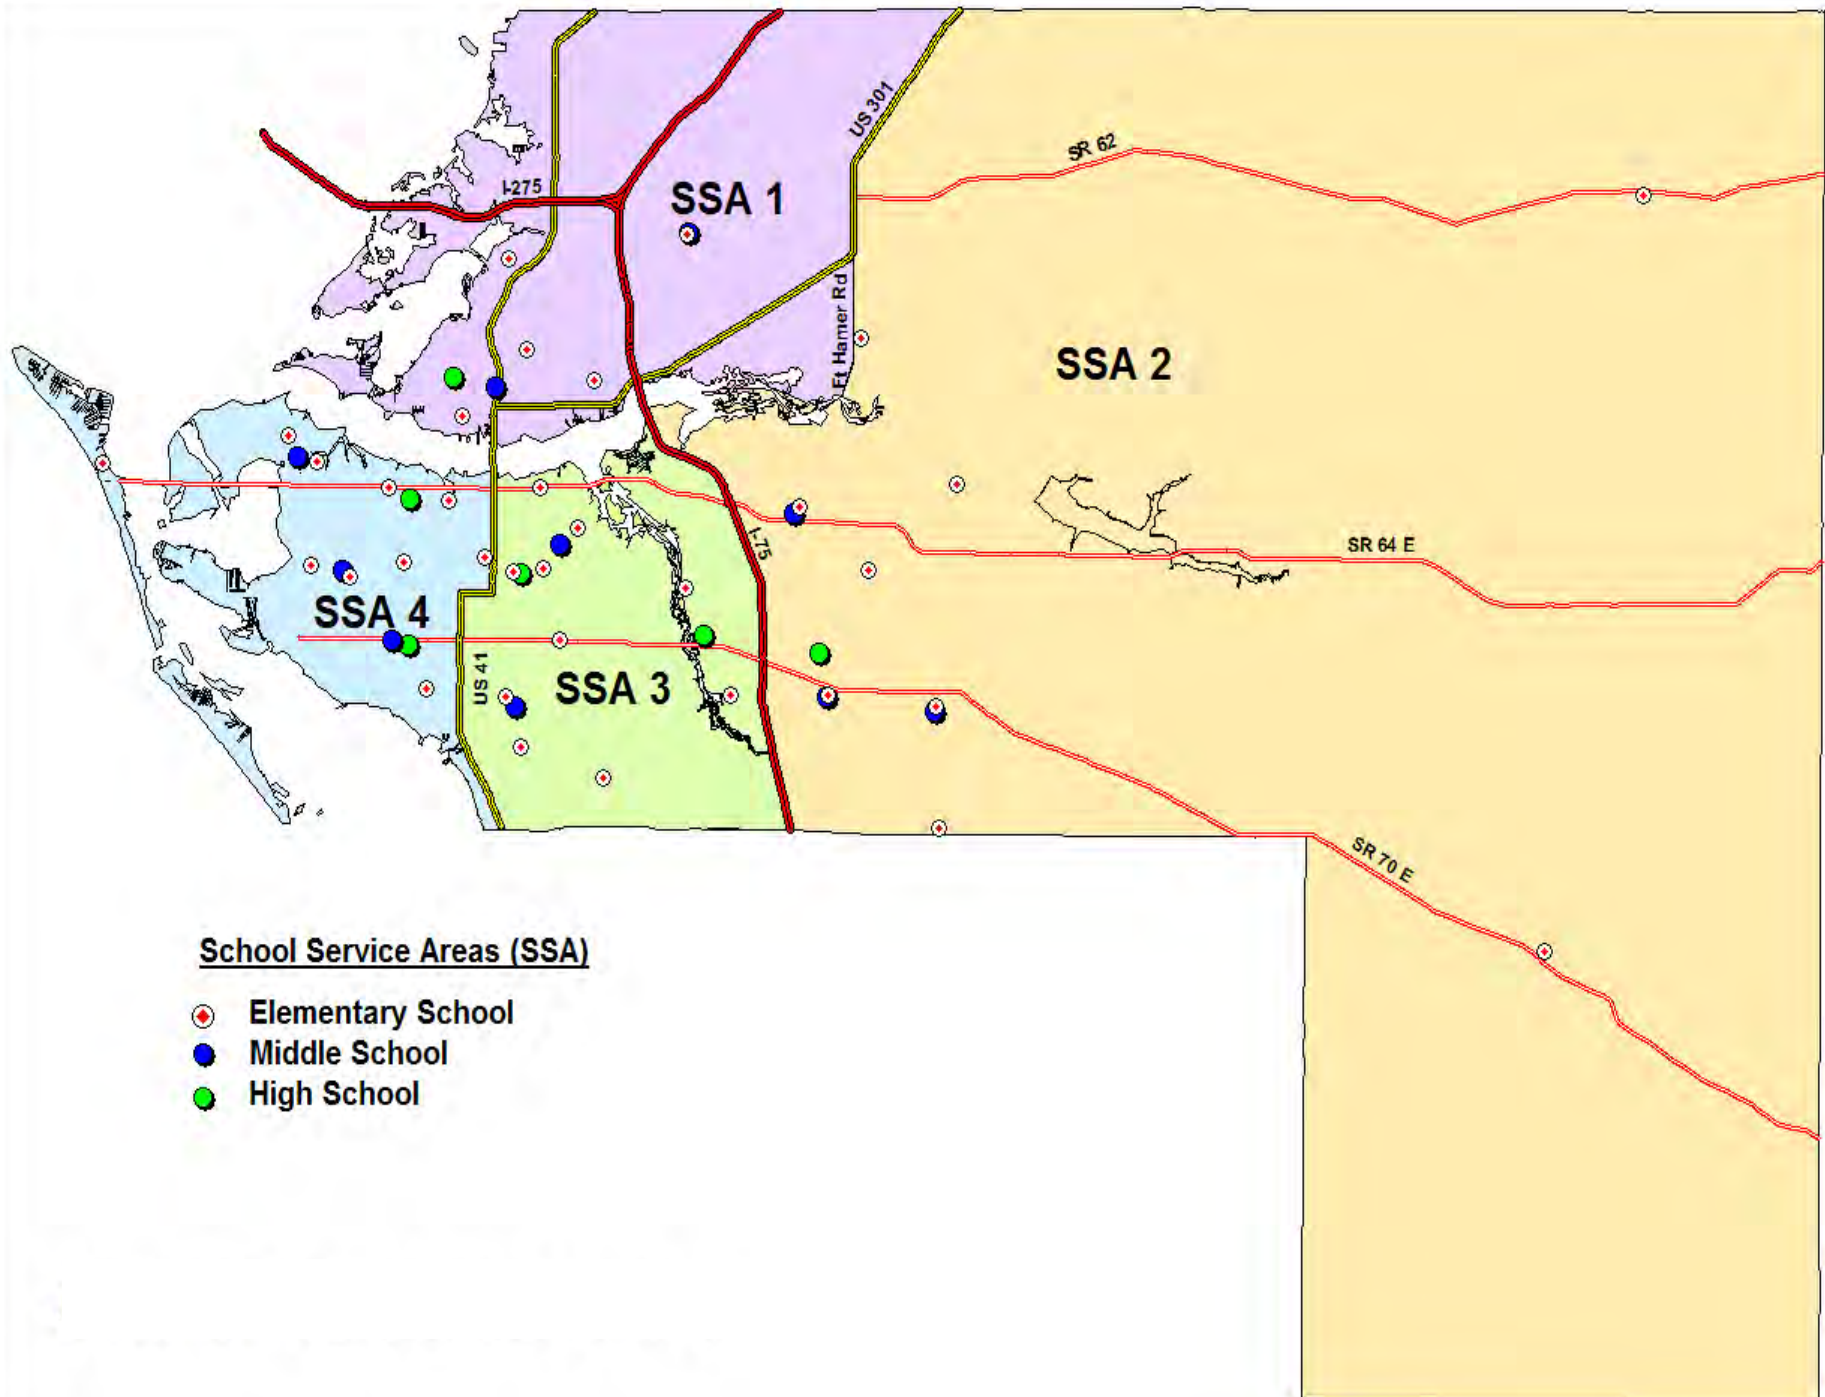 US 301
SR 62
I-275
SSA 1
Ft Hamer Rd
SSA 2
I-75
SR 64 E
SSA 4
US 41
SSA 3
SR 70 E
School Service Areas (SSA)
Elementary School
Middle School
High School